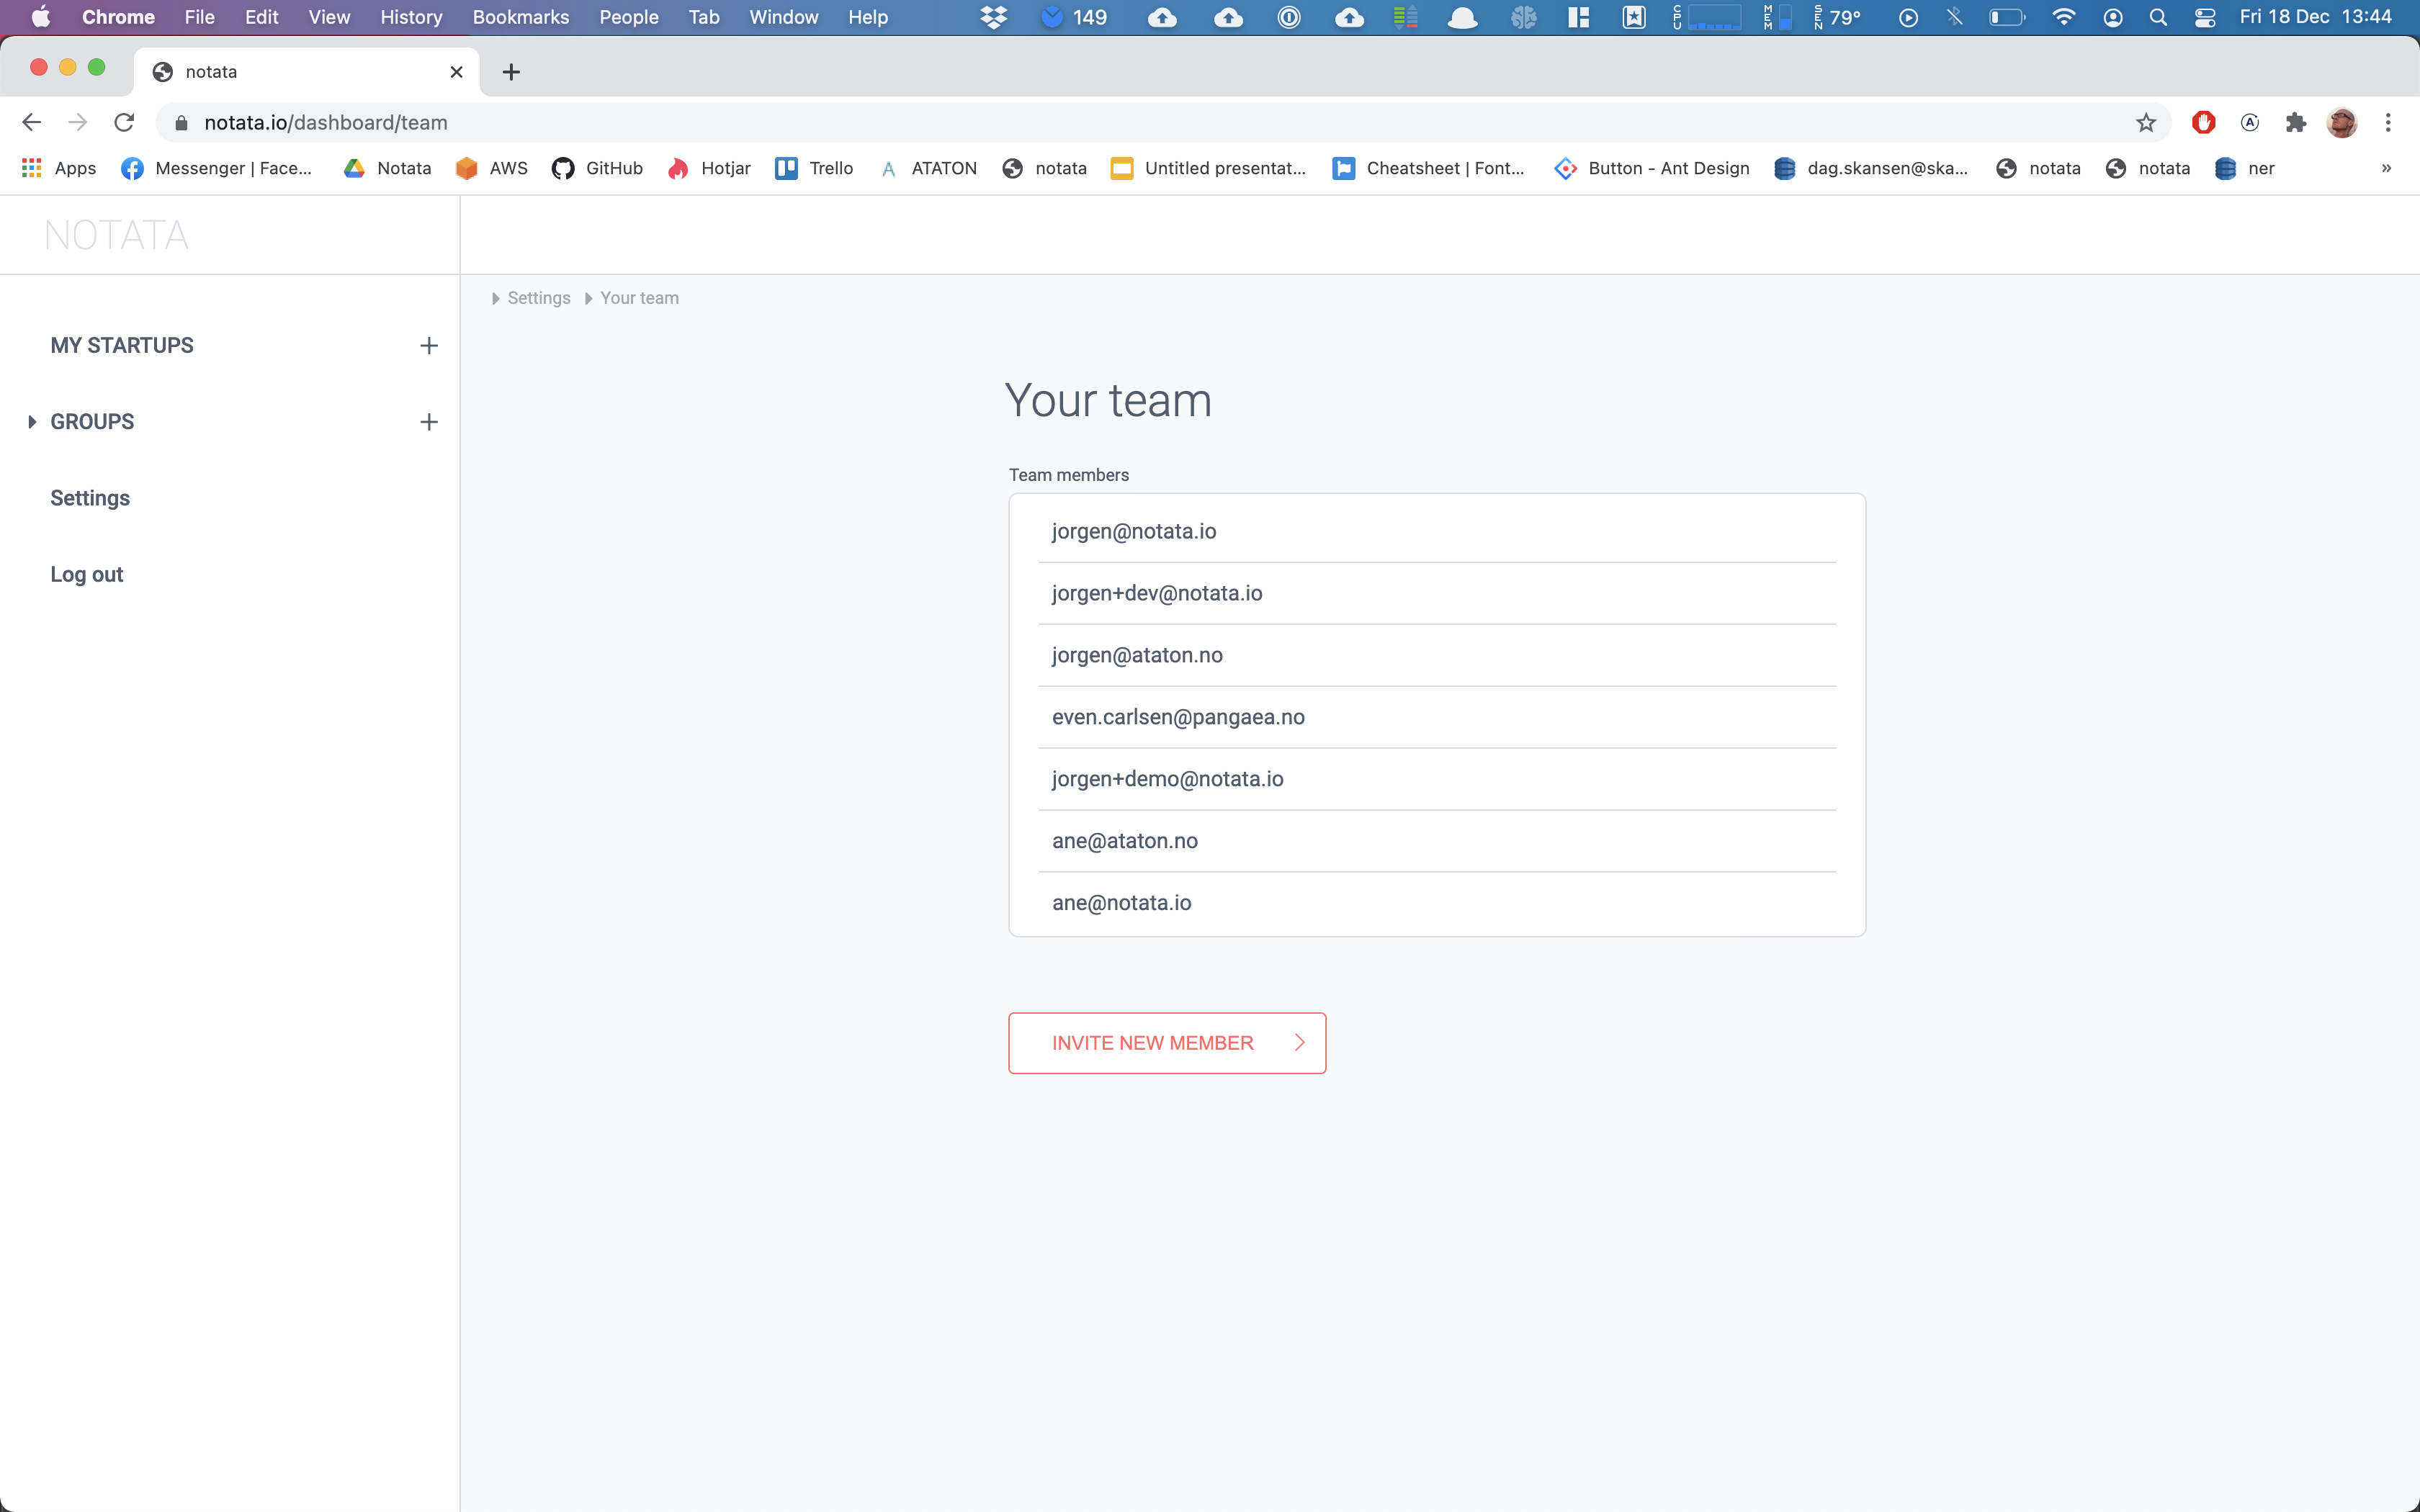 Chrome File Edit View History Bookmarks People Tab Window Help 149 CPU MEM SEN 79° Fri 18 Dec 13:44
notata
notata.io/dashboard/team
Apps Messenger | Face... Notata AWS GitHub Hotjar Trello ATATON notata Untitled presentat... Cheatsheet | Font... Button - Ant Design dag.skansen@ska... notata notata ner »
NOTATA
Settings Your team
MY STARTUPS
GROUPS
Settings
Log out
Your team
Team members
jorgen@notata.io
jorgen+dev@notata.io
jorgen@ataton.no
even.carlsen@pangaea.no
jorgen+demo@notata.io
ane@ataton.no
ane@notata.io
INVITE NEW MEMBER